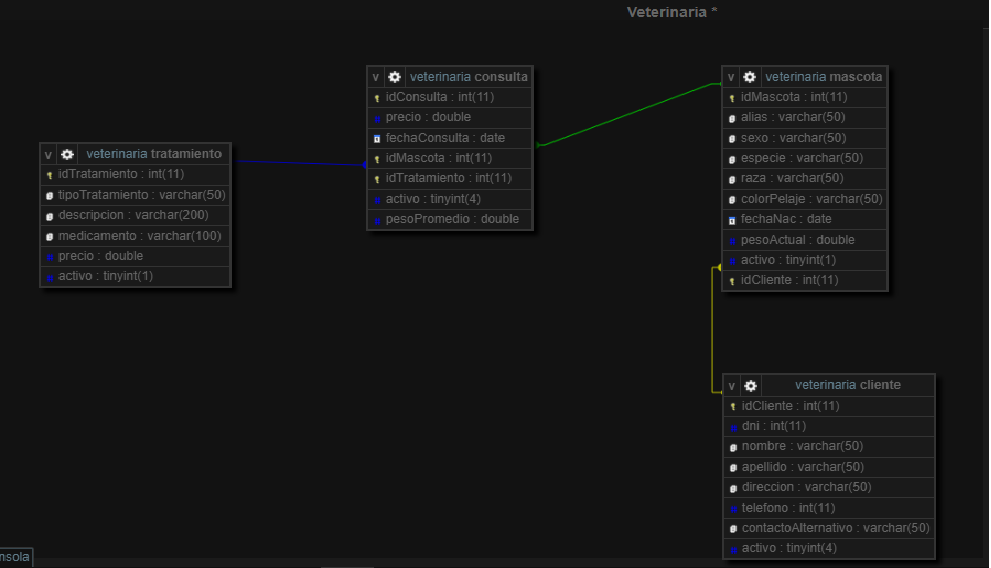 Veterinaria *
v veterinaria consulta
idConsulta : int(11)
precio : double
fechaConsulta : date
idMascota : int(11)
idTratamiento : int(11)
activo : tinyint(4)
pesoPromedio : double
v veterinaria mascota
idMascota : int(11)
alias : varchar(50)
sexo : varchar(50)
especie : varchar(50)
raza : varchar(50)
colorPelaje : varchar(50)
fechaNac : date
pesoActual : double
activo : tinyint(1)
idCliente : int(11)
v veterinaria tratamiento
idTratamiento : int(11)
tipoTratamiento : varchar(50)
descripcion : varchar(200)
medicamento : varchar(100)
precio : double
activo : tinyint(1)
v veterinaria cliente
idCliente : int(11)
dni : int(11)
nombre : varchar(50)
apellido : varchar(50)
direccion : varchar(50)
telefono : int(11)
contactoAlternativo : varchar(50)
activo : tinyint(4)
nsola